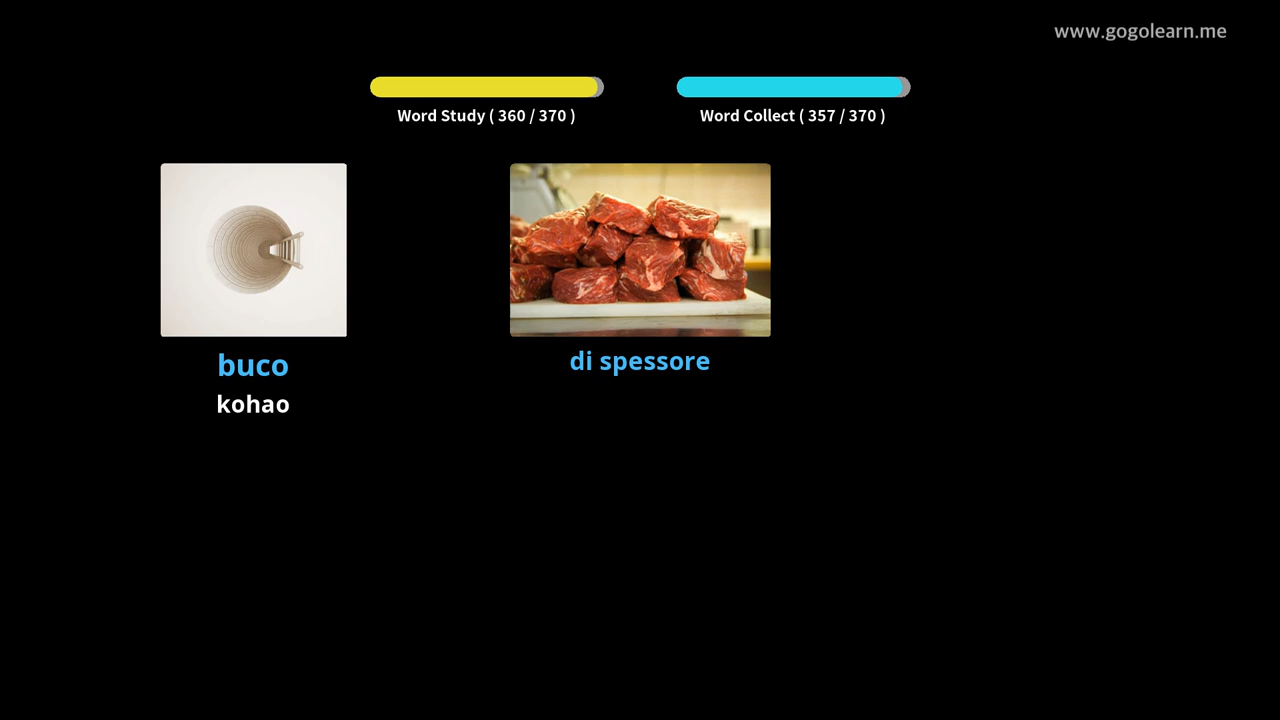 www.gogolearn.me
Word Study ( 360 / 370 )
Word Collect ( 357 / 370 )
buco
kohao
di spessore